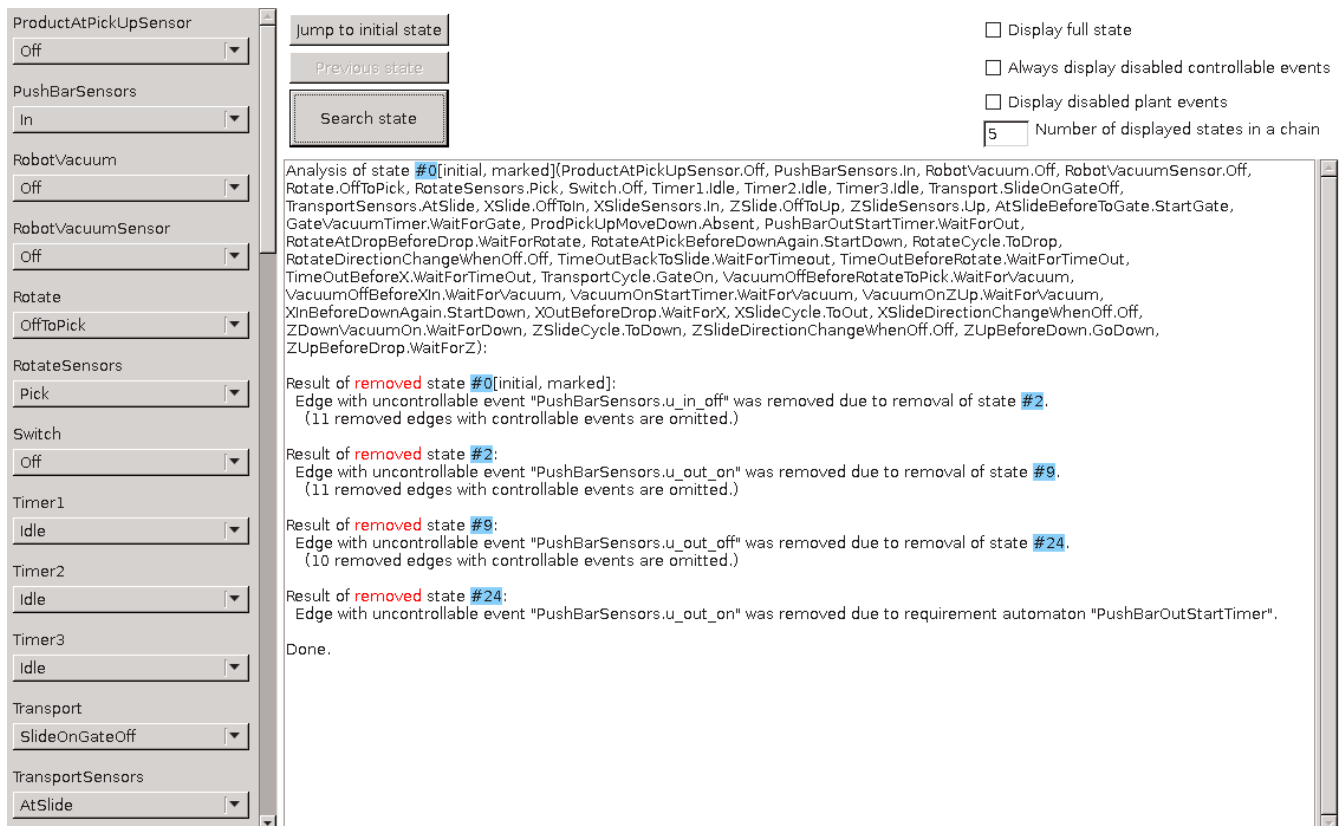 ProductAtPickUpSensor
Off
PushBarSensors
In
RobotVacuum
Off
RobotVacuumSensor
Off
Rotate
OffToPick
RotateSensors
Pick
Switch
Off
Timer1
Idle
Timer2
Idle
Timer3
Idle
Transport
SlideOnGateOff
TransportSensors
AtSlide
Jump to initial state
Previous state
Search state
Display full state
Always display disabled controllable events
Display disabled plant events
5 Number of displayed states in a chain
Analysis of state #0[initial, marked](ProductAtPickUpSensor.Off, PushBarSensors.In, RobotVacuum.Off, RobotVacuumSensor.Off,
Rotate.OffToPick, RotateSensors.Pick, Switch.Off, Timer1.Idle, Timer2.Idle, Timer3.Idle, Transport.SlideOnGateOff,
TransportSensors.AtSlide, XSlide.OffToIn, XSlideSensors.In, ZSlide.OffToUp, ZSlideSensors.Up, AtSlideBeforeToGate.StartGate,
GateVacuumTimer.WaitForGate, ProdPickUpMoveDown.Absent, PushBarOutStartTimer.WaitForOut,
RotateAtDropBeforeDrop.WaitForRotate, RotateAtPickBeforeDownAgain.StartDown, RotateCycle.ToDrop,
RotateDirectionChangeWhenOff.Off, TimeOutBackToSlide.WaitForTimeout, TimeOutBeforeRotate.WaitForTimeOut,
TimeOutBeforeX.WaitForTimeOut, TransportCycle.GateOn, VacuumOffBeforeRotateToPick.WaitForVacuum,
VacuumOffBeforeXIn.WaitForVacuum, VacuumOnStartTimer.WaitForVacuum, VacuumOnZUp.WaitForVacuum,
XInBeforeDownAgain.StartDown, XOutBeforeDrop.WaitForX, XSlideCycle.ToOut, XSlideDirectionChangeWhenOff.Off,
ZDownVacuumOn.WaitForDown, ZSlideCycle.ToDown, ZSlideDirectionChangeWhenOff.Off, ZUpBeforeDown.GoDown,
ZUpBeforeDrop.WaitForZ):
Result of removed state #0[initial, marked]:
Edge with uncontrollable event "PushBarSensors.u_in_off" was removed due to removal of state #2.
(11 removed edges with controllable events are omitted.)
Result of removed state #2:
Edge with uncontrollable event "PushBarSensors.u_out_on" was removed due to removal of state #9.
(11 removed edges with controllable events are omitted.)
Result of removed state #9:
Edge with uncontrollable event "PushBarSensors.u_out_off" was removed due to removal of state #24.
(10 removed edges with controllable events are omitted.)
Result of removed state #24:
Edge with uncontrollable event "PushBarSensors.u_out_on" was removed due to requirement automaton "PushBarOutStartTimer".
Done.